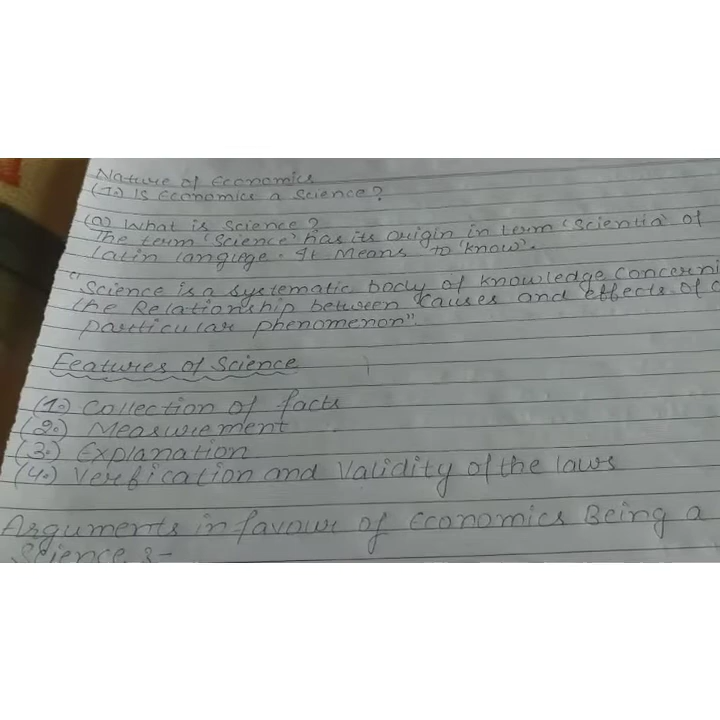 Nature of Economics
(1.) Is Economics a Science?
(a) What is Science?
The term 'Science' has its origin in term 'Scientia' of
Latin languge. It Means to 'know'.
"Science is a systematic body of knowledge concerni
the Relationship between Causes and effects of a
particular phenomenon".
Features of Science
(1.) Collection of facts
(2.) Measurement
(3.) Explanation
(4.) Verfication and Validity of the laws
Arguments in favour of Economics Being a
Science :-